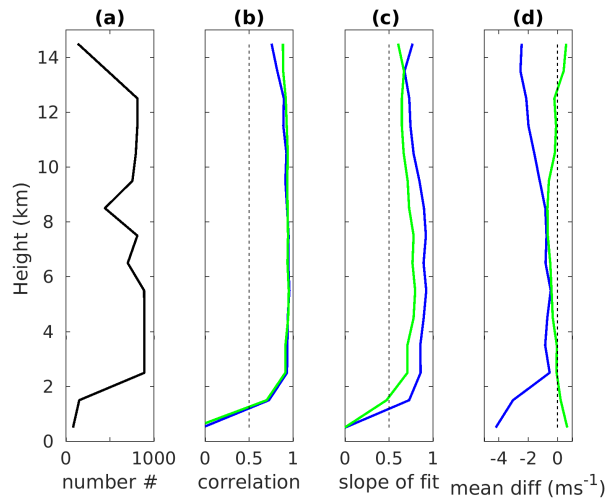 (a) (b) (c) (d)
14
12
10
8
6
4
2
0
Height (km)
0 1000 0 0.5 1 0 0.5 1 -4 -2 0
number # correlation slope of fit mean diff (ms⁻¹)